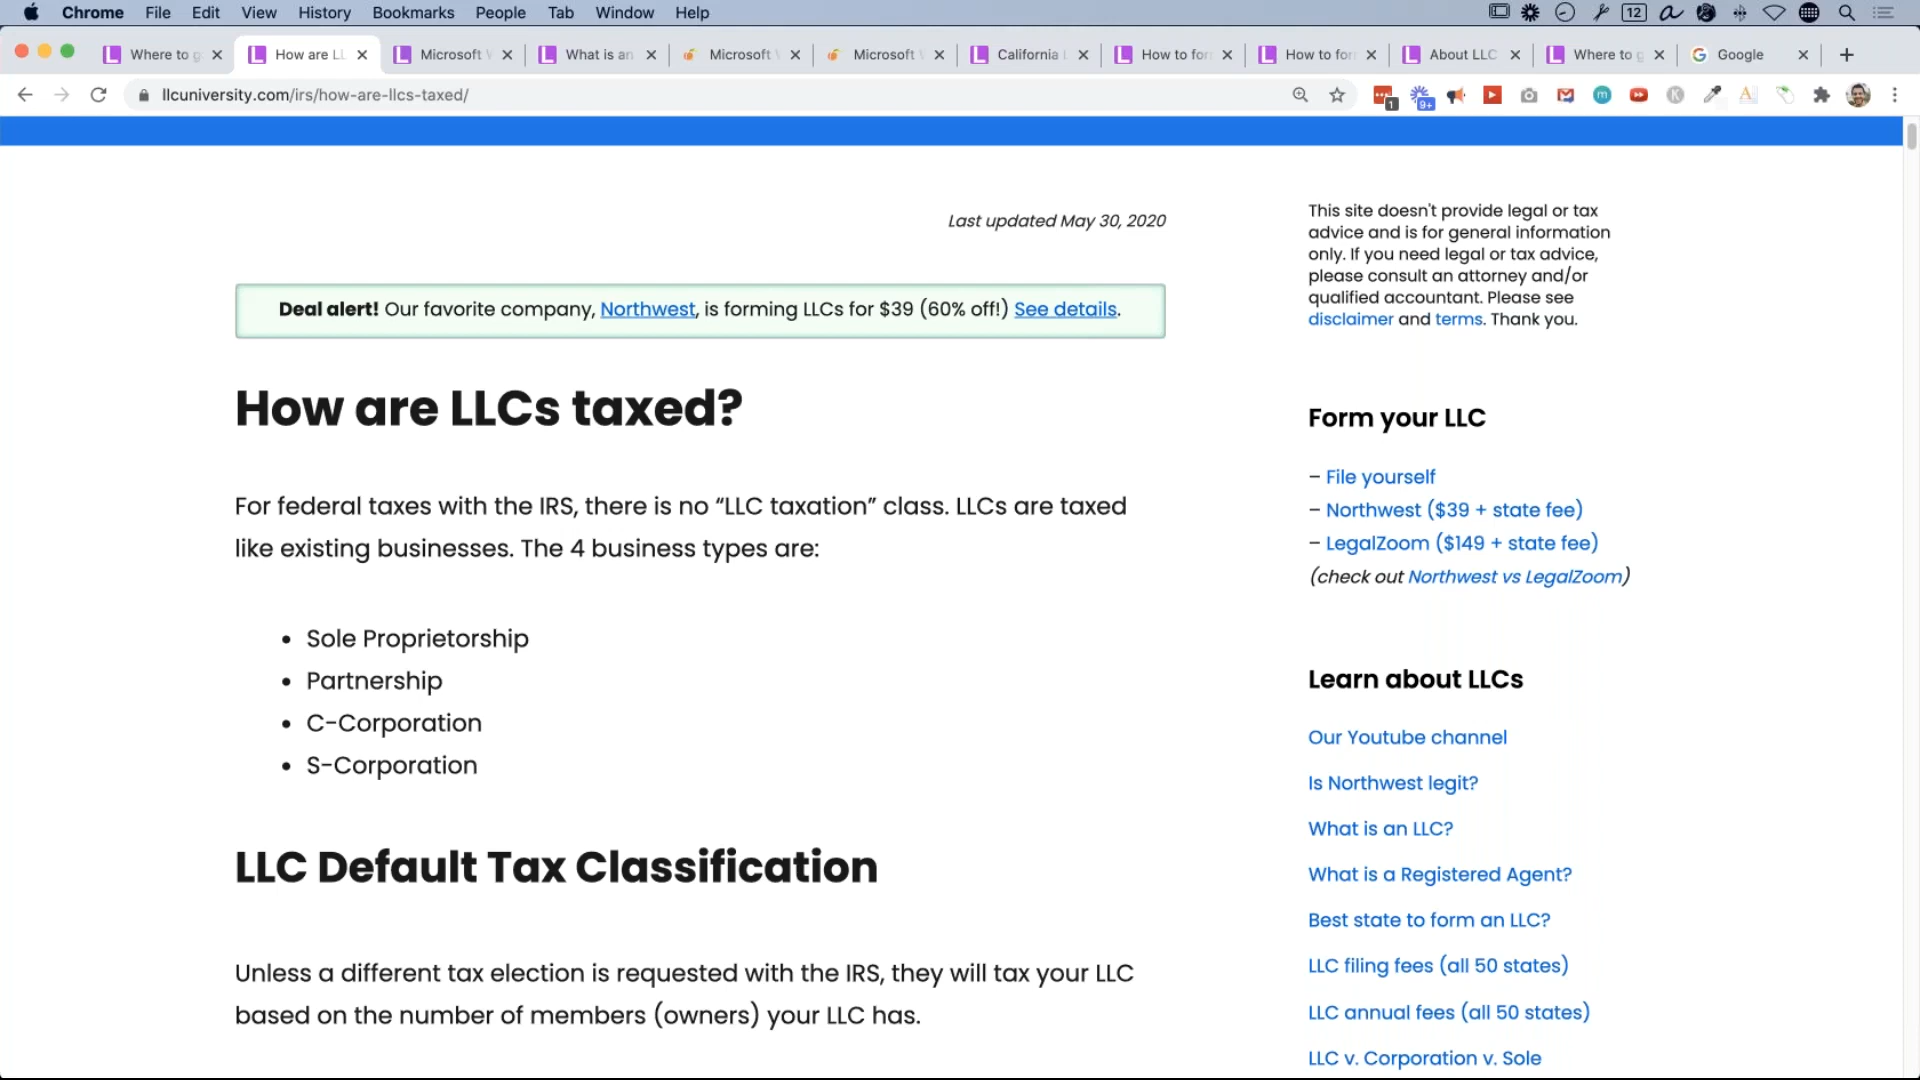 Chrome File Edit View History Bookmarks People Tab Window Help
12
Where to g
How are LL
Microsoft
What is an
Microsoft
Microsoft
California
How to for
How to for
About LLC
Where to g
Google
llcuniversity.com/irs/how-are-llcs-taxed/
1
9+
Last updated May 30, 2020
Deal alert! Our favorite company, Northwest, is forming LLCs for $39 (60% off!) See details.
How are LLCs taxed?
For federal taxes with the IRS, there is no “LLC taxation” class. LLCs are taxed
like existing businesses. The 4 business types are:
• Sole Proprietorship
• Partnership
• C-Corporation
• S-Corporation
LLC Default Tax Classification
Unless a different tax election is requested with the IRS, they will tax your LLC
based on the number of members (owners) your LLC has.
This site doesn't provide legal or tax
advice and is for general information
only. If you need legal or tax advice,
please consult an attorney and/or
qualified accountant. Please see
disclaimer and terms. Thank you.
Form your LLC
– File yourself
– Northwest ($39 + state fee)
– LegalZoom ($149 + state fee)
(check out Northwest vs LegalZoom)
Learn about LLCs
Our Youtube channel
Is Northwest legit?
What is an LLC?
What is a Registered Agent?
Best state to form an LLC?
LLC filing fees (all 50 states)
LLC annual fees (all 50 states)
LLC v. Corporation v. Sole